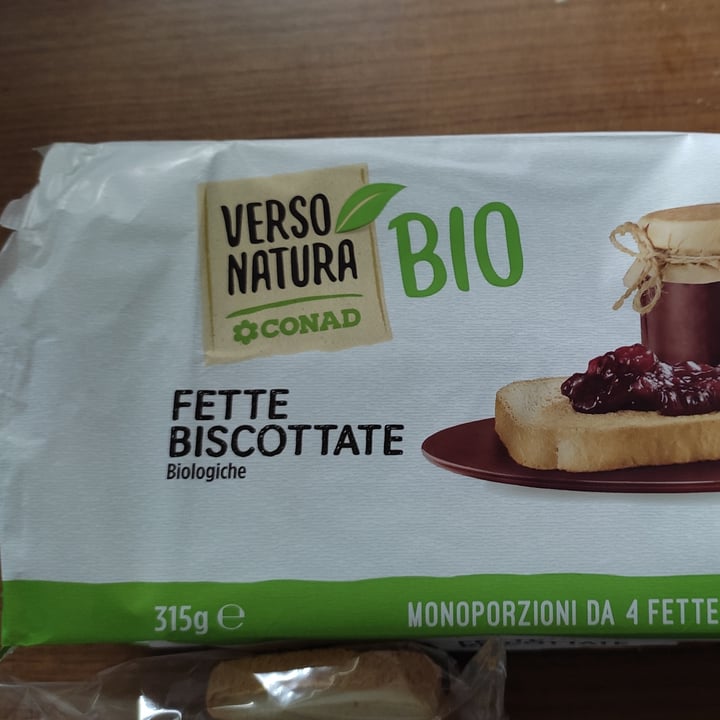 VERSO
NATURA
CONAD
BIO
FETTE
BISCOTTATE
Biologiche
315g ℮
MONOPORZIONI DA 4 FETTE